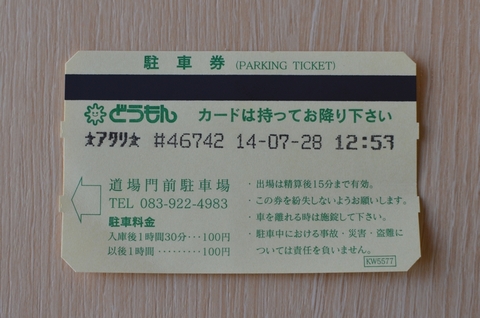 駐車券 (PARKING TICKET)
どうもん カードは持ってお降り下さい
★アタリ★ #46742 14-07-28 12:53
道場門前駐車場
TEL 083-922-4983
駐車料金
入庫後1時間30分…100円
以後1時間………100円
・出場は精算後15分まで有効。
・この券を紛失しないようお願いします。
・車を離れる時は施錠して下さい。
・駐車中における事故・災害・盗難に
ついては責任を負いません。
KW5577